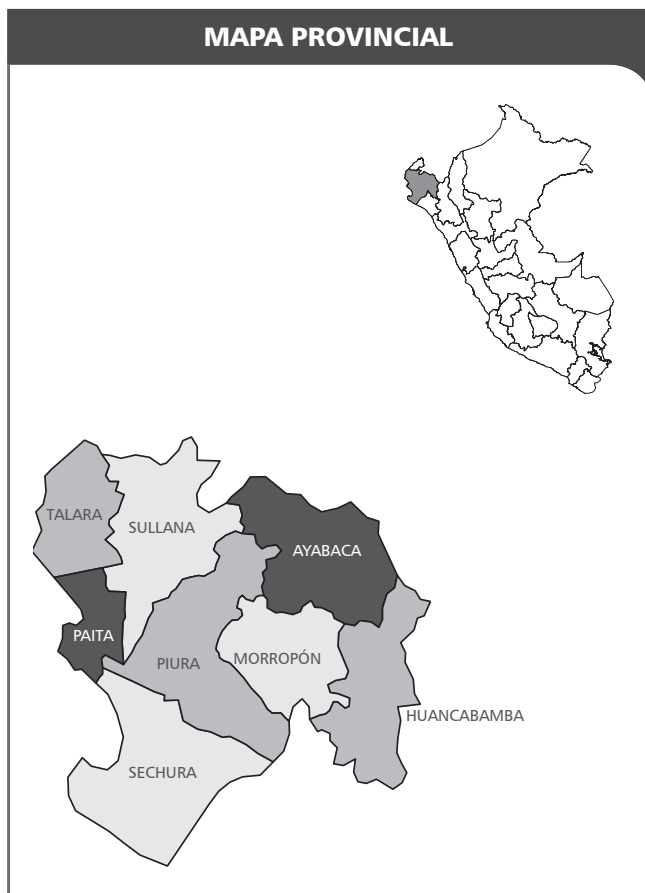 MAPA PROVINCIAL
TALARA
SULLANA
AYABACA
PAITA
PIURA
MORROPÓN
HUANCABAMBA
SECHURA